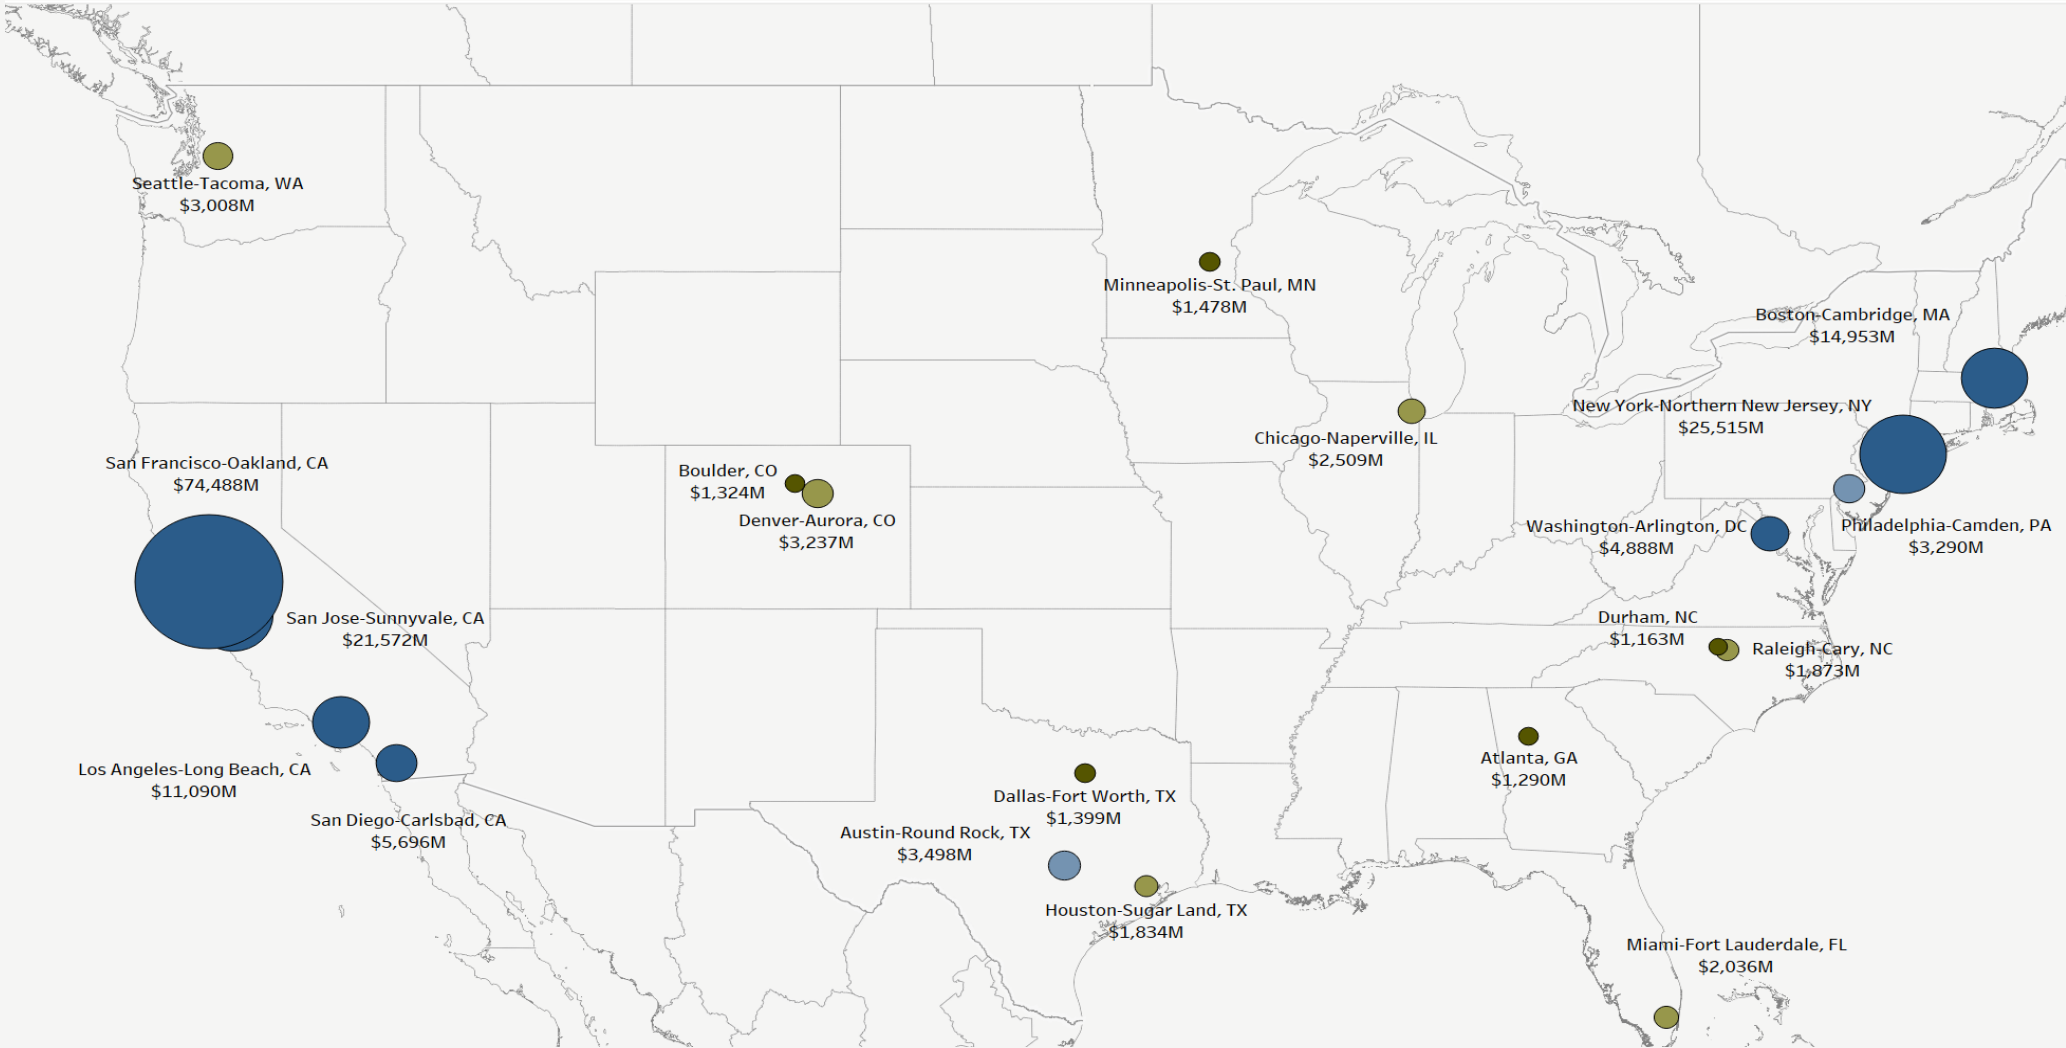 Seattle-Tacoma, WA
$3,008M
Minneapolis-St. Paul, MN
$1,478M
Boston-Cambridge, MA
$14,953M
New York-Northern New Jersey, NY
$25,515M
Chicago-Naperville, IL
$2,509M
San Francisco-Oakland, CA
$74,488M
Boulder, CO
$1,324M
Denver-Aurora, CO
$3,237M
Washington-Arlington, DC
$4,888M
Philadelphia-Camden, PA
$3,290M
San Jose-Sunnyvale, CA
$21,572M
Durham, NC
$1,163M
Raleigh-Cary, NC
$1,873M
Los Angeles-Long Beach, CA
$11,090M
San Diego-Carlsbad, CA
$5,696M
Atlanta, GA
$1,290M
Dallas-Fort Worth, TX
$1,399M
Austin-Round Rock, TX
$3,498M
Houston-Sugar Land, TX
$1,834M
Miami-Fort Lauderdale, FL
$2,036M